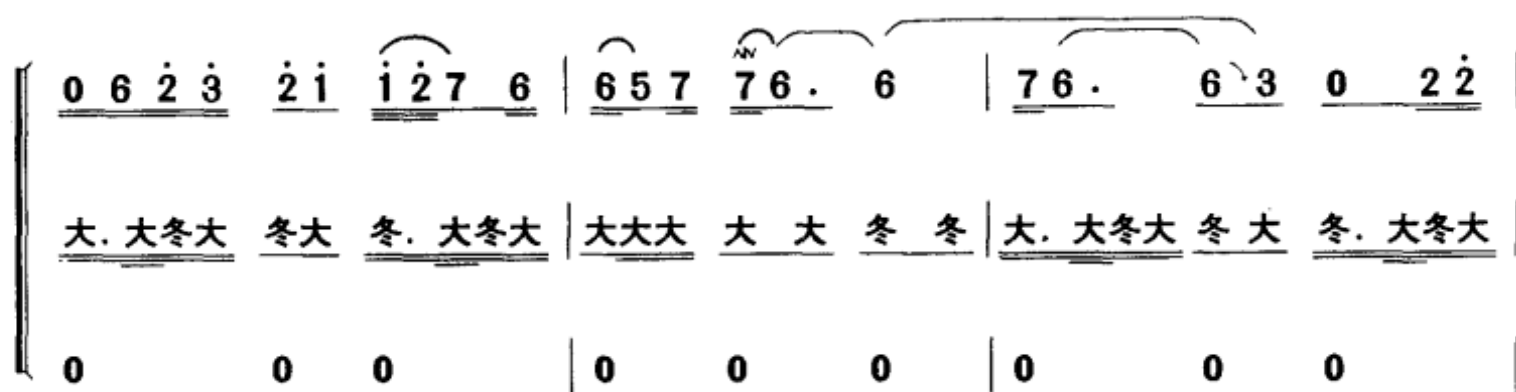 0 6 2̇ 3̇ 2̇ 1̇ 1̇ 2̇ 7 6 | 6 5 7 7 6 . 6 | 7 6 . 6 3 0 2 2̇ |
大. 大冬大 冬大 冬. 大冬大 | 大大大 大 大 冬 冬 | 大. 大冬大 冬 大 冬. 大冬大 |
0 0 0 | 0 0 0 | 0 0 0 |